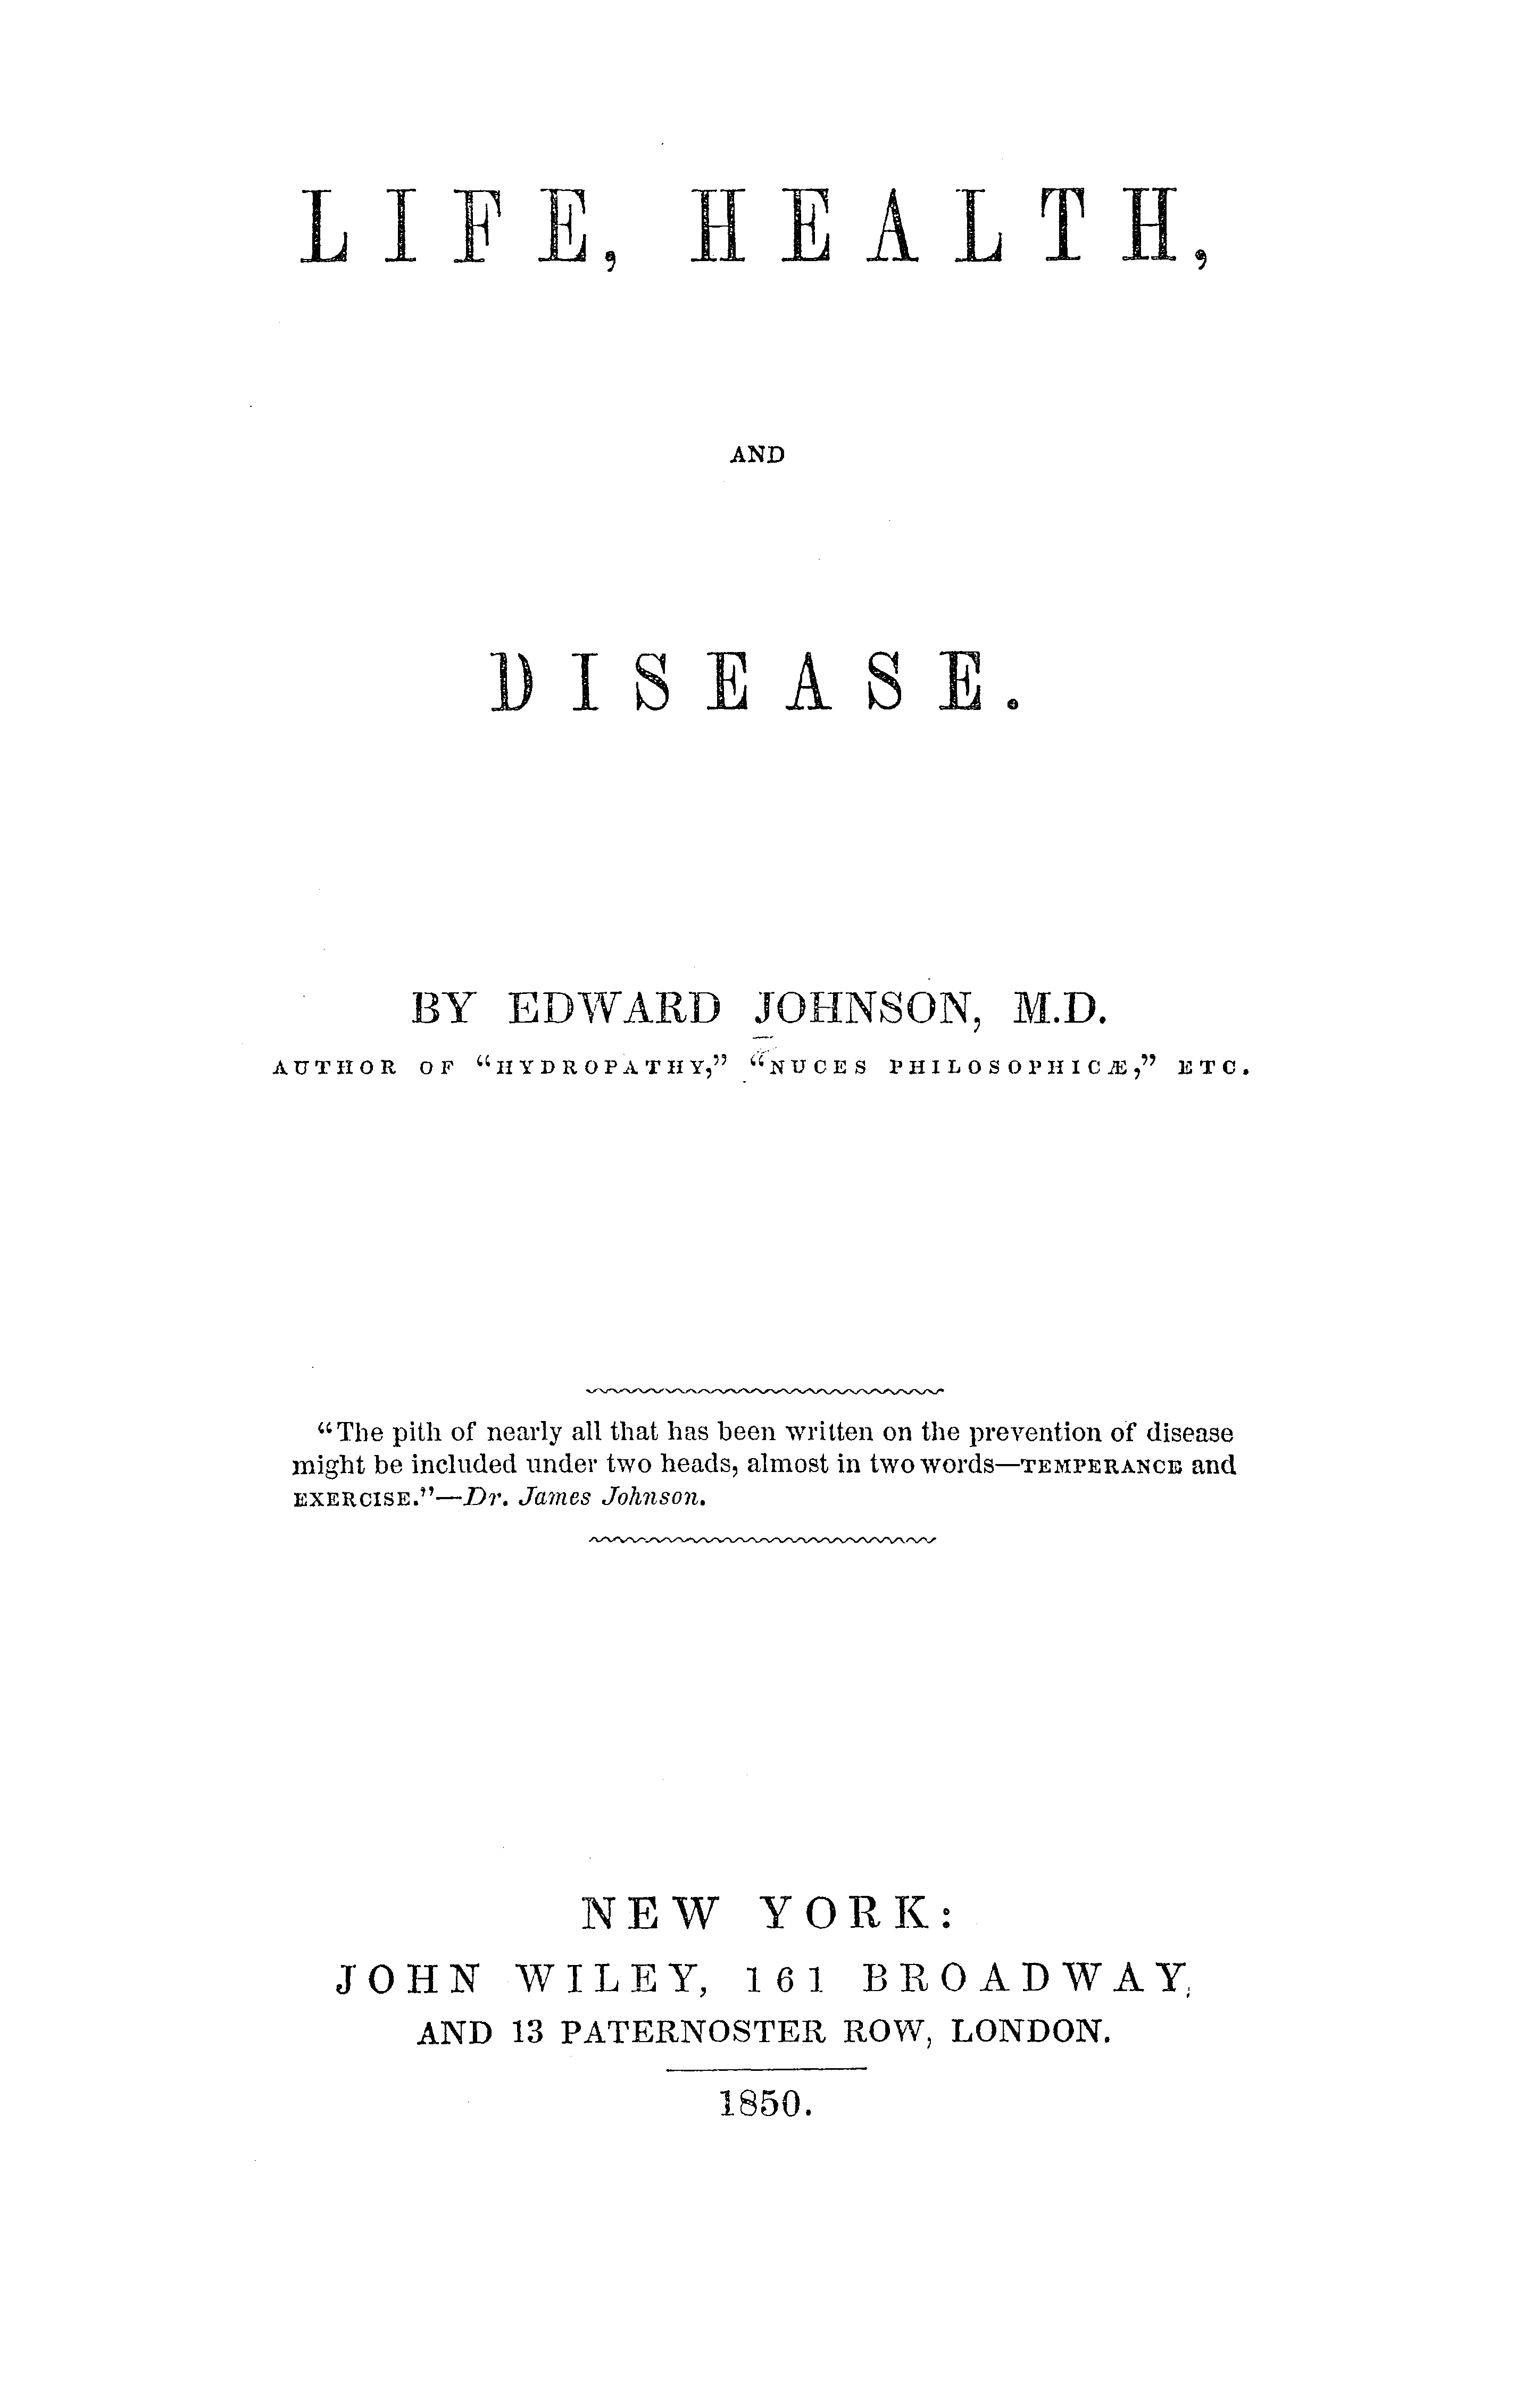 LIFE, HEALTH,
AND
DISEASE.
BY EDWARD JOHNSON, M.D.
AUTHOR OF “HYDROPATHY,” “NUCES PHILOSOPHICÆ,” ETC.
“The pith of nearly all that has been written on the prevention of disease
might be included under two heads, almost in two words—TEMPERANCE and
EXERCISE.”—Dr. James Johnson.
NEW YORK:
JOHN WILEY, 161 BROADWAY,
AND 13 PATERNOSTER ROW, LONDON.
1850.